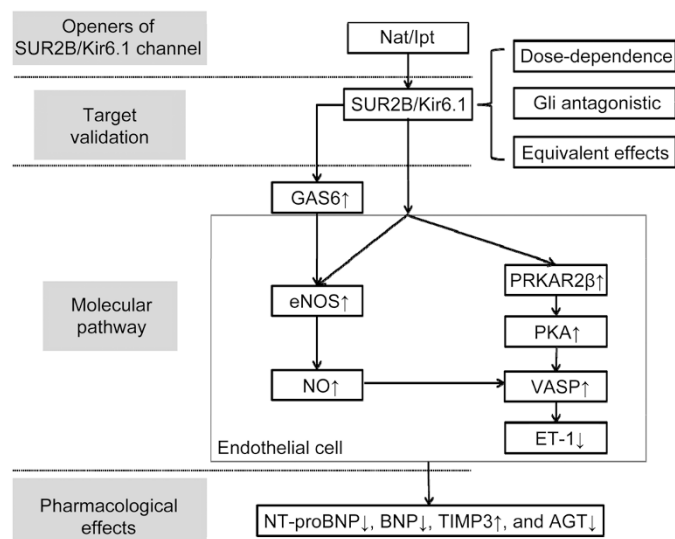 Openers of
SUR2B/Kir6.1 channel
Nat/Ipt
Dose-dependence
Target
validation
SUR2B/Kir6.1
Gli antagonistic
Equivalent effects
Molecular
pathway
GAS6↑
eNOS↑
PRKAR2β↑
PKA↑
NO↑
VASP↑
ET-1↓
Endothelial cell
Pharmacological
effects
NT-proBNP↓, BNP↓, TIMP3↑, and AGT↓